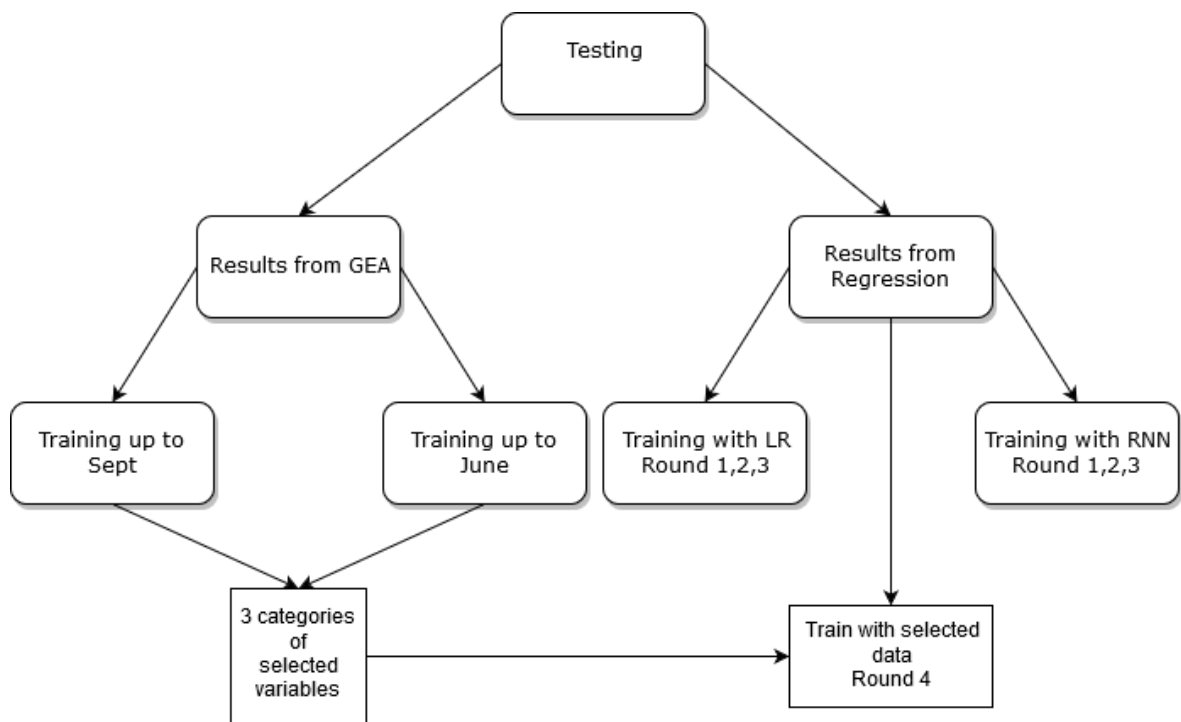 Testing
Results from GEA
Results from
Regression
Training up to
Sept
Training up to
June
Training with LR
Round 1,2,3
Training with RNN
Round 1,2,3
3 categories
of
selected
variables
Train with selected
data
Round 4